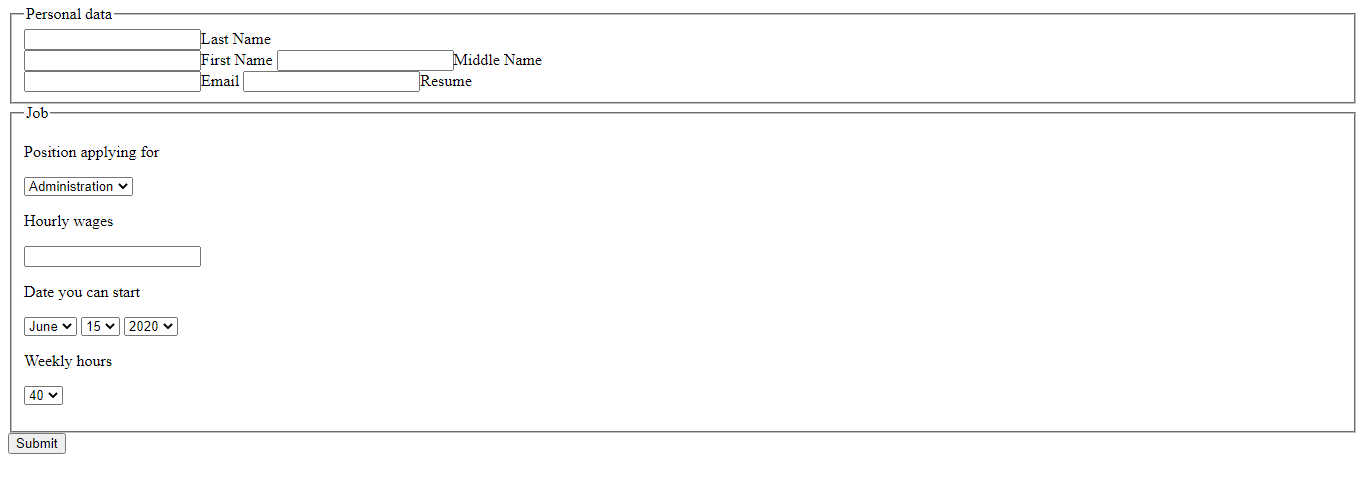 Personal data
Last Name
First Name Middle Name
Email Resume
Job
Position applying for
Administration
Hourly wages
Date you can start
June 15 2020
Weekly hours
40
Submit